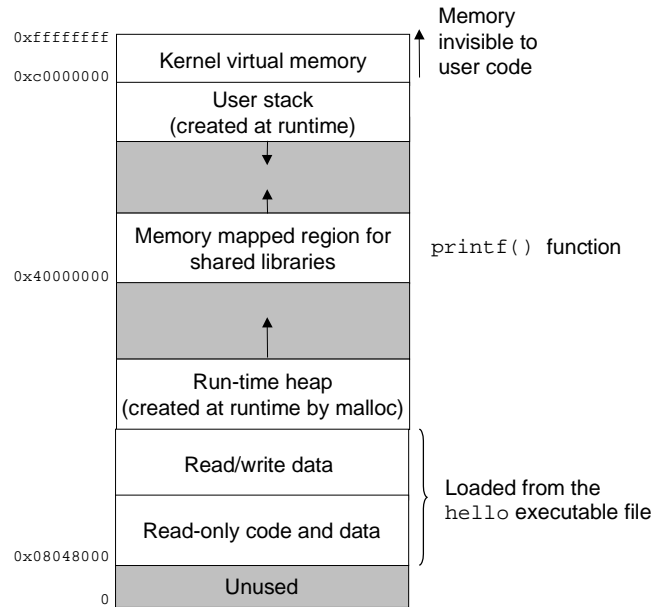 0xffffffff
Kernel virtual memory
Memory
invisible to
user code
0xc0000000
User stack
(created at runtime)
Memory mapped region for
shared libraries
printf() function
0x40000000
Run-time heap
(created at runtime by malloc)
Read/write data
Loaded from the
hello executable file
Read-only code and data
0x08048000
Unused
0